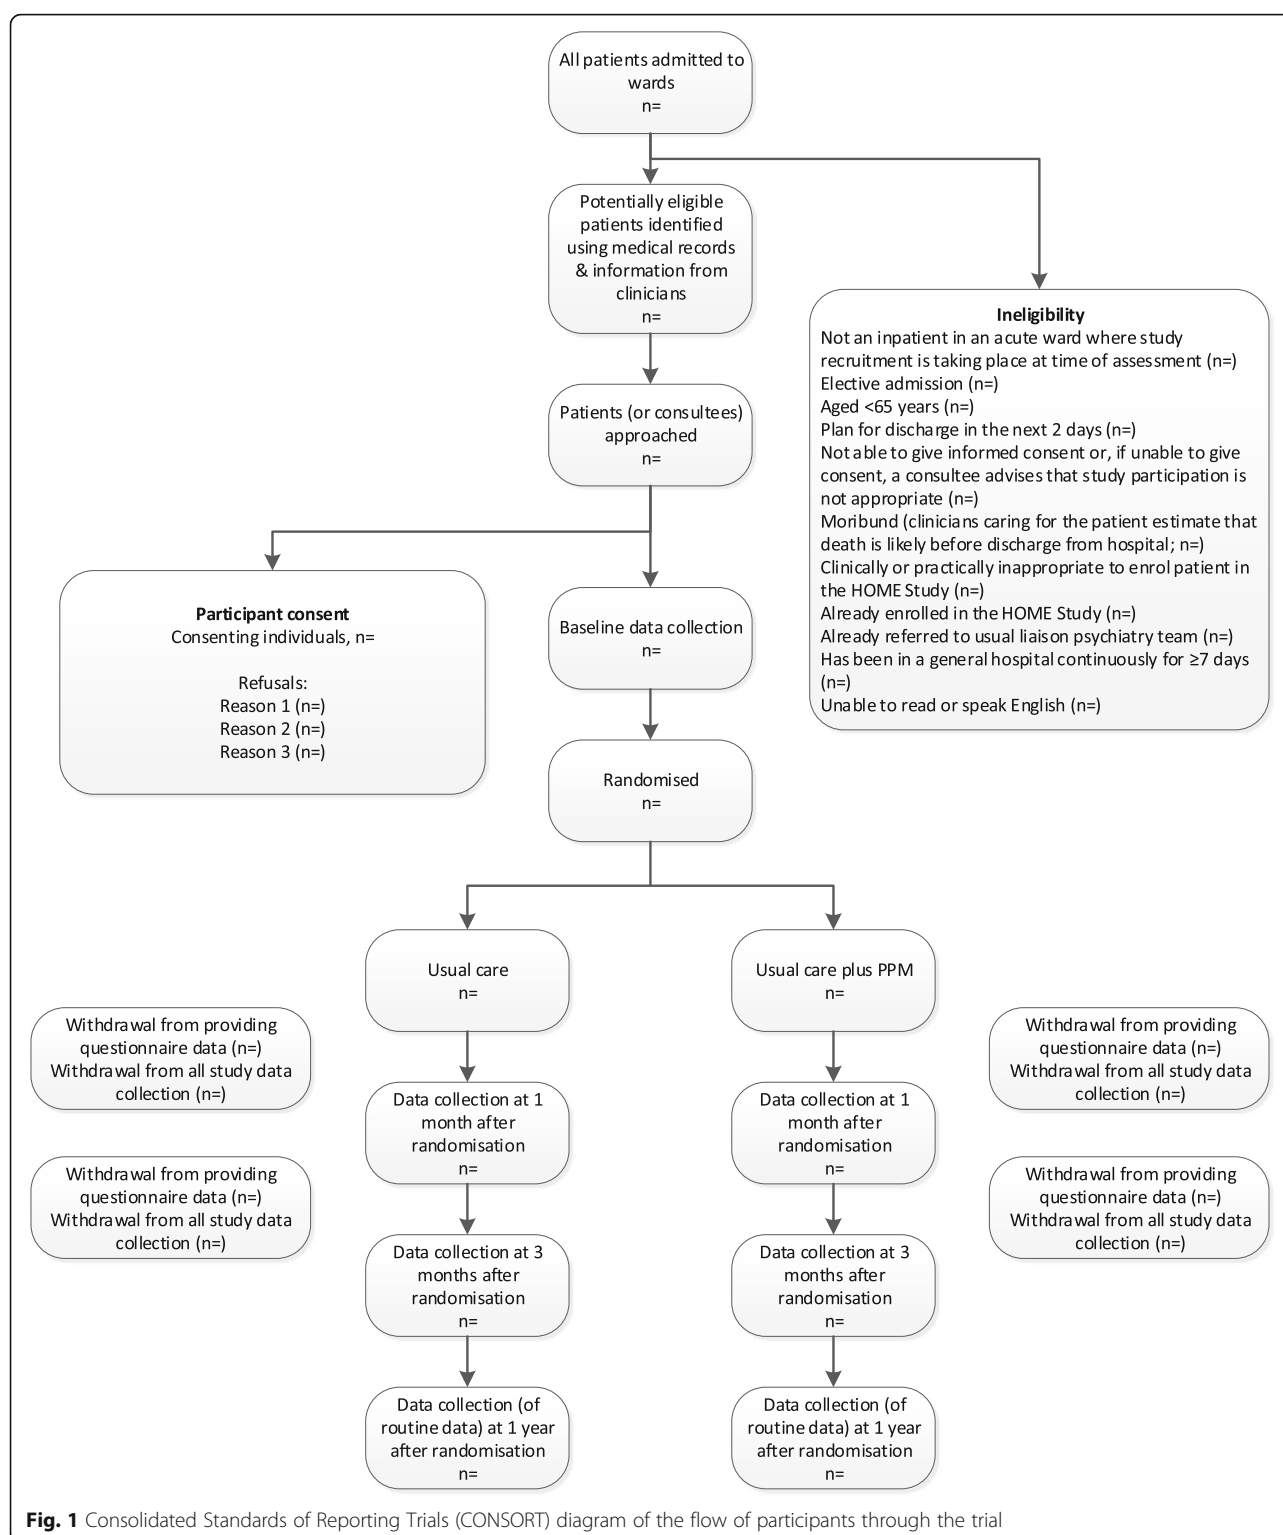 All patients admitted to
wards
n=
Potentially eligible
patients identified
using medical records
& information from
clinicians
n=
Ineligibility
Not an inpatient in an acute ward where study
recruitment is taking place at time of assessment (n=)
Elective admission (n=)
Aged <65 years (n=)
Plan for discharge in the next 2 days (n=)
Not able to give informed consent or, if unable to give
consent, a consultee advises that study participation is
not appropriate (n=)
Moribund (clinicians caring for the patient estimate that
death is likely before discharge from hospital; n=)
Clinically or practically inappropriate to enrol patient in
the HOME Study (n=)
Already enrolled in the HOME Study (n=)
Already referred to usual liaison psychiatry team (n=)
Has been in a general hospital continuously for ≥7 days
(n=)
Unable to read or speak English (n=)
Patients (or consultees)
approached
n=
Participant consent
Consenting individuals, n=
Refusals:
Reason 1 (n=)
Reason 2 (n=)
Reason 3 (n=)
Baseline data collection
n=
Randomised
n=
Usual care
n=
Usual care plus PPM
n=
Withdrawal from providing
questionnaire data (n=)
Withdrawal from all study data
collection (n=)
Withdrawal from providing
questionnaire data (n=)
Withdrawal from all study data
collection (n=)
Data collection at 1
month after
randomisation
n=
Data collection at 1
month after
randomisation
n=
Withdrawal from providing
questionnaire data (n=)
Withdrawal from all study data
collection (n=)
Withdrawal from providing
questionnaire data (n=)
Withdrawal from all study data
collection (n=)
Data collection at 3
months after
randomisation
n=
Data collection at 3
months after
randomisation
n=
Data collection (of
routine data) at 1 year
after randomisation
n=
Data collection (of
routine data) at 1 year
after randomisation
n=
Fig. 1 Consolidated Standards of Reporting Trials (CONSORT) diagram of the flow of participants through the trial